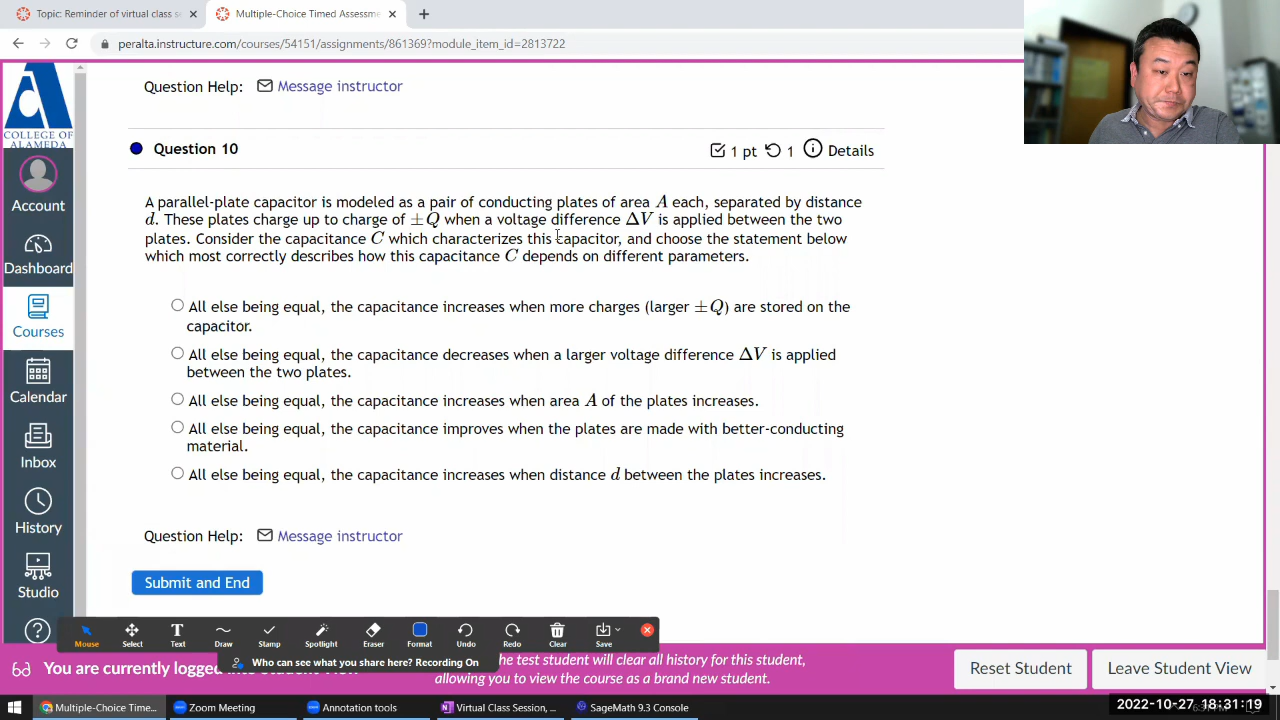 Topic: Reminder of virtual class s
Multiple-Choice Timed Assessme
peralta.instructure.com/courses/54151/assignments/861369?module_item_id=2813722
COLLEGE OF
ALAMEDA
Account
Dashboard
Courses
Calendar
Inbox
History
Studio
Question Help: Message instructor
Question 10
1 pt 1 Details
A parallel-plate capacitor is modeled as a pair of conducting plates of area A each, separated by distance
d. These plates charge up to charge of ±Q when a voltage difference ΔV is applied between the two
plates. Consider the capacitance C which characterizes this capacitor, and choose the statement below
which most correctly describes how this capacitance C depends on different parameters.
All else being equal, the capacitance increases when more charges (larger ±Q) are stored on the
capacitor.
All else being equal, the capacitance decreases when a larger voltage difference ΔV is applied
between the two plates.
All else being equal, the capacitance increases when area A of the plates increases.
All else being equal, the capacitance improves when the plates are made with better-conducting
material.
All else being equal, the capacitance increases when distance d between the plates increases.
Question Help: Message instructor
Submit and End
Mouse Select Text Draw Stamp Spotlight Eraser Format Undo Redo Clear Save
Who can see what you share here? Recording On
You are currently logged
he test student will clear all history for this student,
allowing you to view the course as a brand new student.
Reset Student
Leave Student View
Multiple-Choice Time...
Zoom Meeting
Annotation tools
Virtual Class Session, ...
SageMath 9.3 Console
2022-10-27 18:31:19